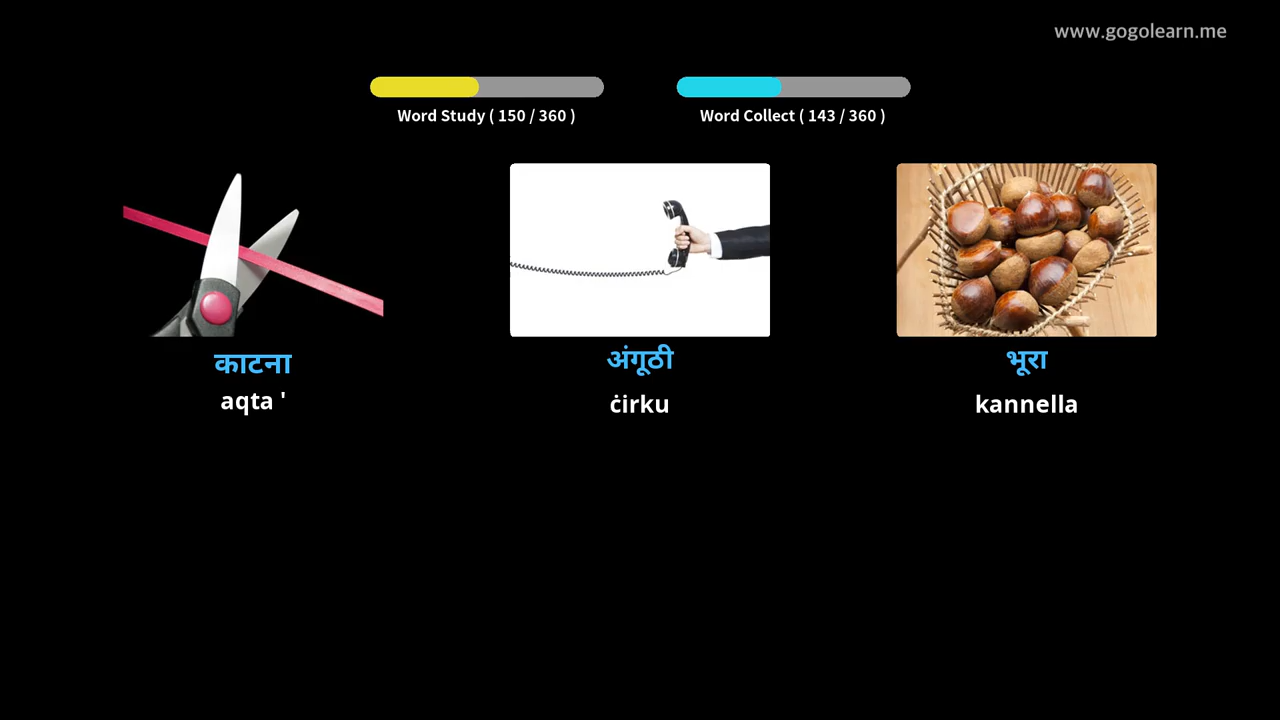 www.gogolearn.me
Word Study ( 150 / 360 )
Word Collect ( 143 / 360 )
काटना
aqta '
अंगूठी
ċirku
भूरा
kannella